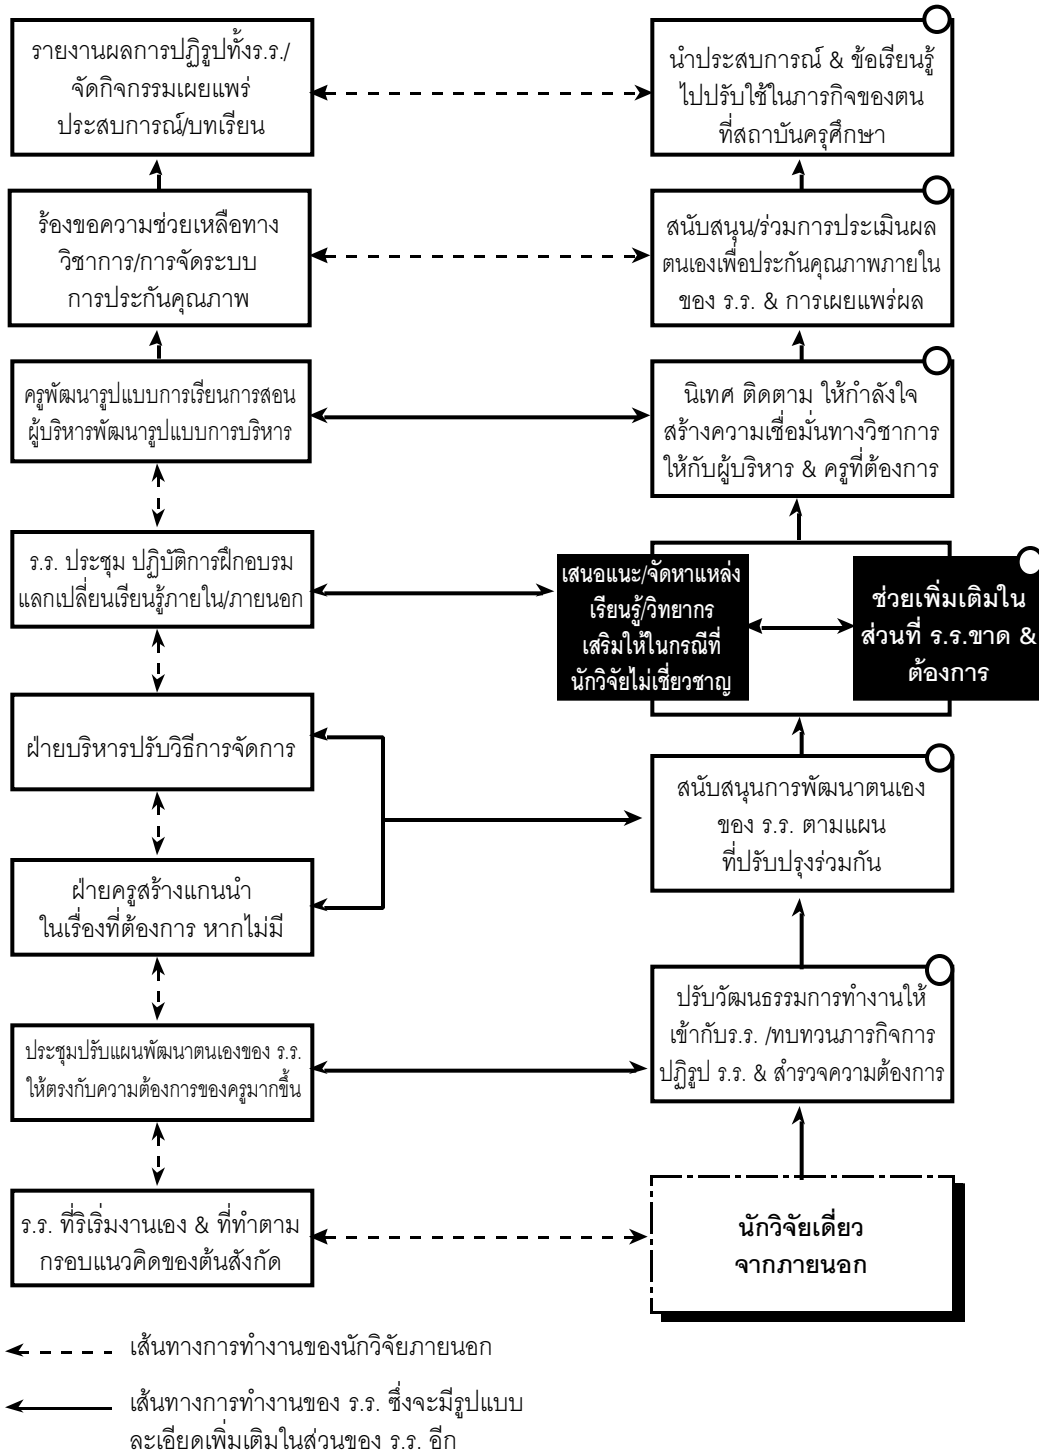 รายงานผลการปฏิรูปทั้งร.ร./
จัดกิจกรรมเผยแพร่
ประสบการณ์/บทเรียน
นำประสบการณ์ & ข้อเรียนรู้
ไปปรับใช้ในภารกิจของตน
ที่สถาบันครุศึกษา
ร้องขอความช่วยเหลือทาง
วิชาการ/การจัดระบบ
การประกันคุณภาพ
สนับสนุน/ร่วมการประเมินผล
ตนเองเพื่อประกันคุณภาพภายใน
ของ ร.ร. & การเผยแพร่ผล
ครูพัฒนารูปแบบการเรียนการสอน
ผู้บริหารพัฒนารูปแบบการบริหาร
นิเทศ ติดตาม ให้กำลังใจ
สร้างความเชื่อมั่นทางวิชาการ
ให้กับผู้บริหาร & ครูที่ต้องการ
ร.ร. ประชุม ปฏิบัติการฝึกอบรม
แลกเปลี่ยนเรียนรู้ภายใน/ภายนอก
เสนอแนะ/จัดหาแหล่ง
เรียนรู้/วิทยากร
เสริมให้ในกรณีที่
นักวิจัยไม่เชี่ยวชาญ
ช่วยเพิ่มเติมใน
ส่วนที่ ร.ร.ขาด &
ต้องการ
ฝ่ายบริหารปรับวิธีการจัดการ
สนับสนุนการพัฒนาตนเอง
ของ ร.ร. ตามแผน
ที่ปรับปรุงร่วมกัน
ฝ่ายครูสร้างแกนนำ
ในเรื่องที่ต้องการ หากไม่มี
ปรับวัฒนธรรมการทำงานให้
เข้ากับร.ร. /ทบทวนภารกิจการ
ปฏิรูป ร.ร. & สำรวจความต้องการ
ประชุมปรับแผนพัฒนาตนเองของ ร.ร.
ให้ตรงกับความต้องการของครูมากขึ้น
ร.ร. ที่ริเริ่มงานเอง & ที่ทำตาม
กรอบแนวคิดของต้นสังกัด
นักวิจัยเดี่ยว
จากภายนอก
เส้นทางการทำงานของนักวิจัยภายนอก
เส้นทางการทำงานของ ร.ร. ซึ่งจะมีรูปแบบ
ละเอียดเพิ่มเติมในส่วนของ ร.ร. อีก